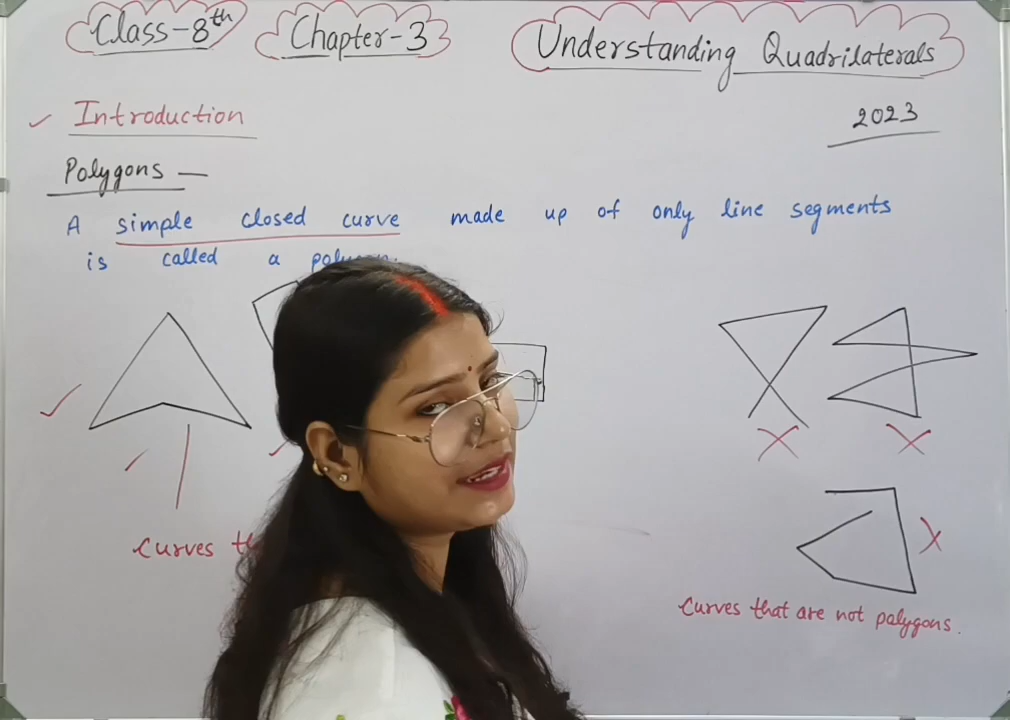 Class-8th Chapter-3 Understanding Quadrilaterals
Introduction
2023
Polygons —
A simple closed curve made up of only line segments
is called a polygon.
Curves
Curves that are not polygons.